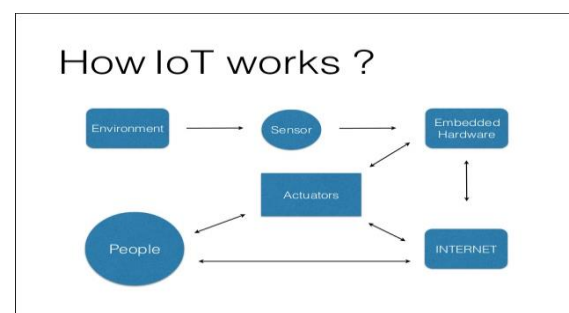 How IoT works ?
Environment
Sensor
Embedded
Hardware
Actuators
People
INTERNET